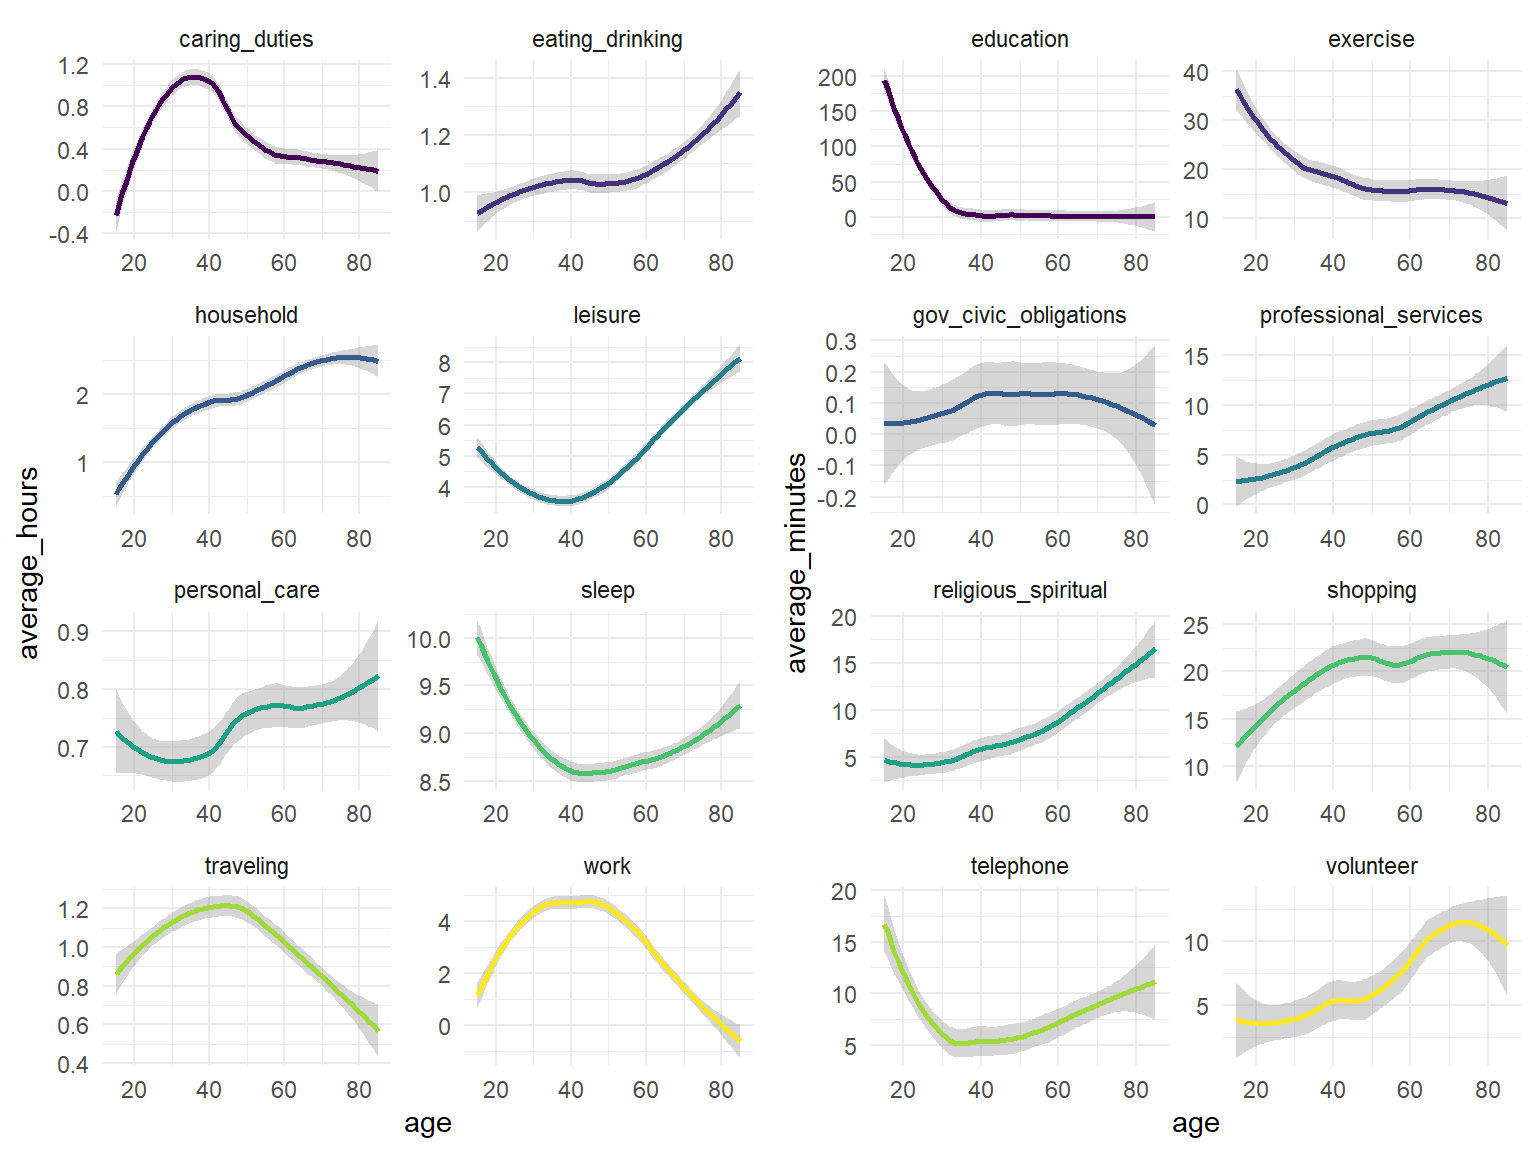 caring_duties
eating_drinking
education
exercise
1.2
0.8
0.4
0.0
-0.4
1.4
1.2
1.0
200
150
100
50
0
40
30
20
10
20 40 60 80
20 40 60 80
20 40 60 80
20 40 60 80
household
leisure
gov_civic_obligations
professional_services
2
1
8
7
6
5
4
0.3
0.2
0.1
0.0
-0.1
-0.2
15
10
5
0
20 40 60 80
20 40 60 80
20 40 60 80
20 40 60 80
average_hours
average_minutes
personal_care
sleep
religious_spiritual
shopping
0.9
0.8
0.7
10.0
9.5
9.0
8.5
20
15
10
5
25
20
15
10
20 40 60 80
20 40 60 80
20 40 60 80
20 40 60 80
traveling
work
telephone
volunteer
1.2
1.0
0.8
0.6
0.4
4
2
0
20
15
10
5
10
5
20 40 60 80
20 40 60 80
20 40 60 80
20 40 60 80
age
age